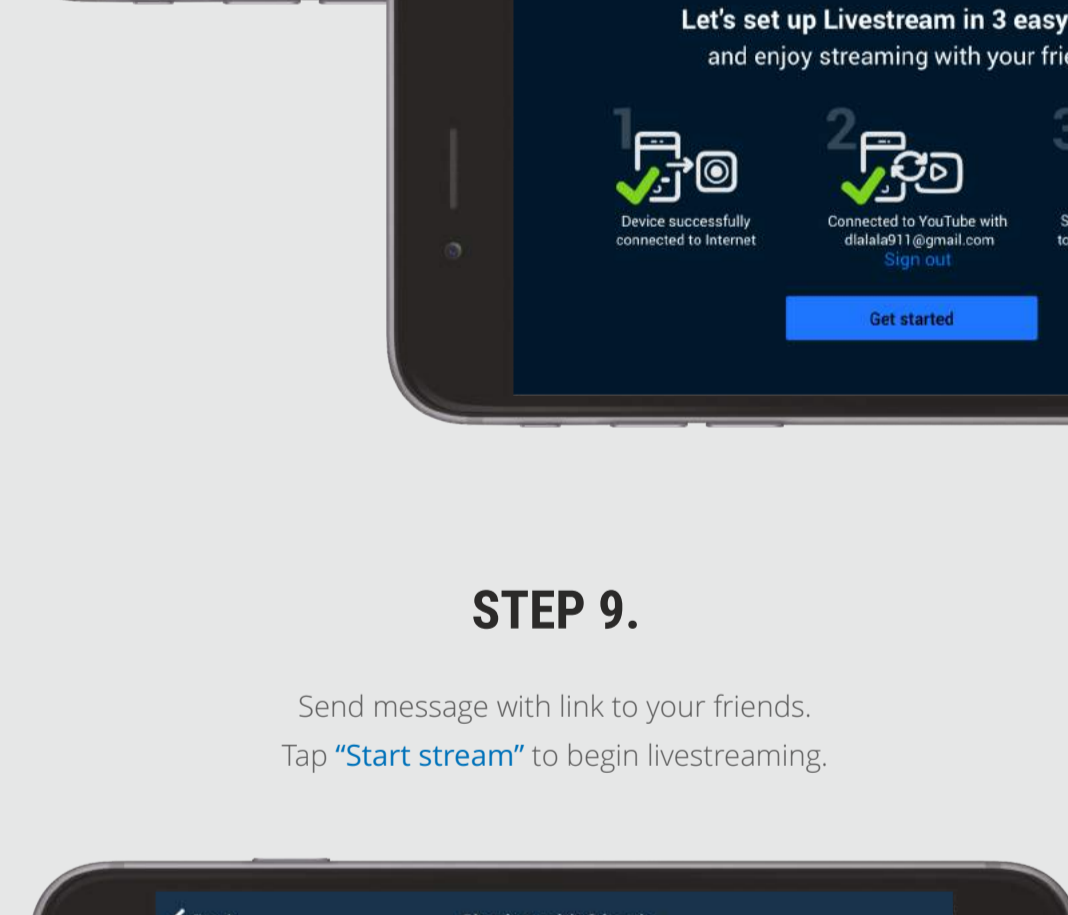 Let's set up Livestream in 3 easy
and enjoy streaming with your
1
2
Device successfully
connected to Internet
Connected to YouTube with
dlalala911@gmail.com
Sign out
Get started
STEP 9.
Send message with link to your friends.
Tap “Start stream” to begin livestreaming.